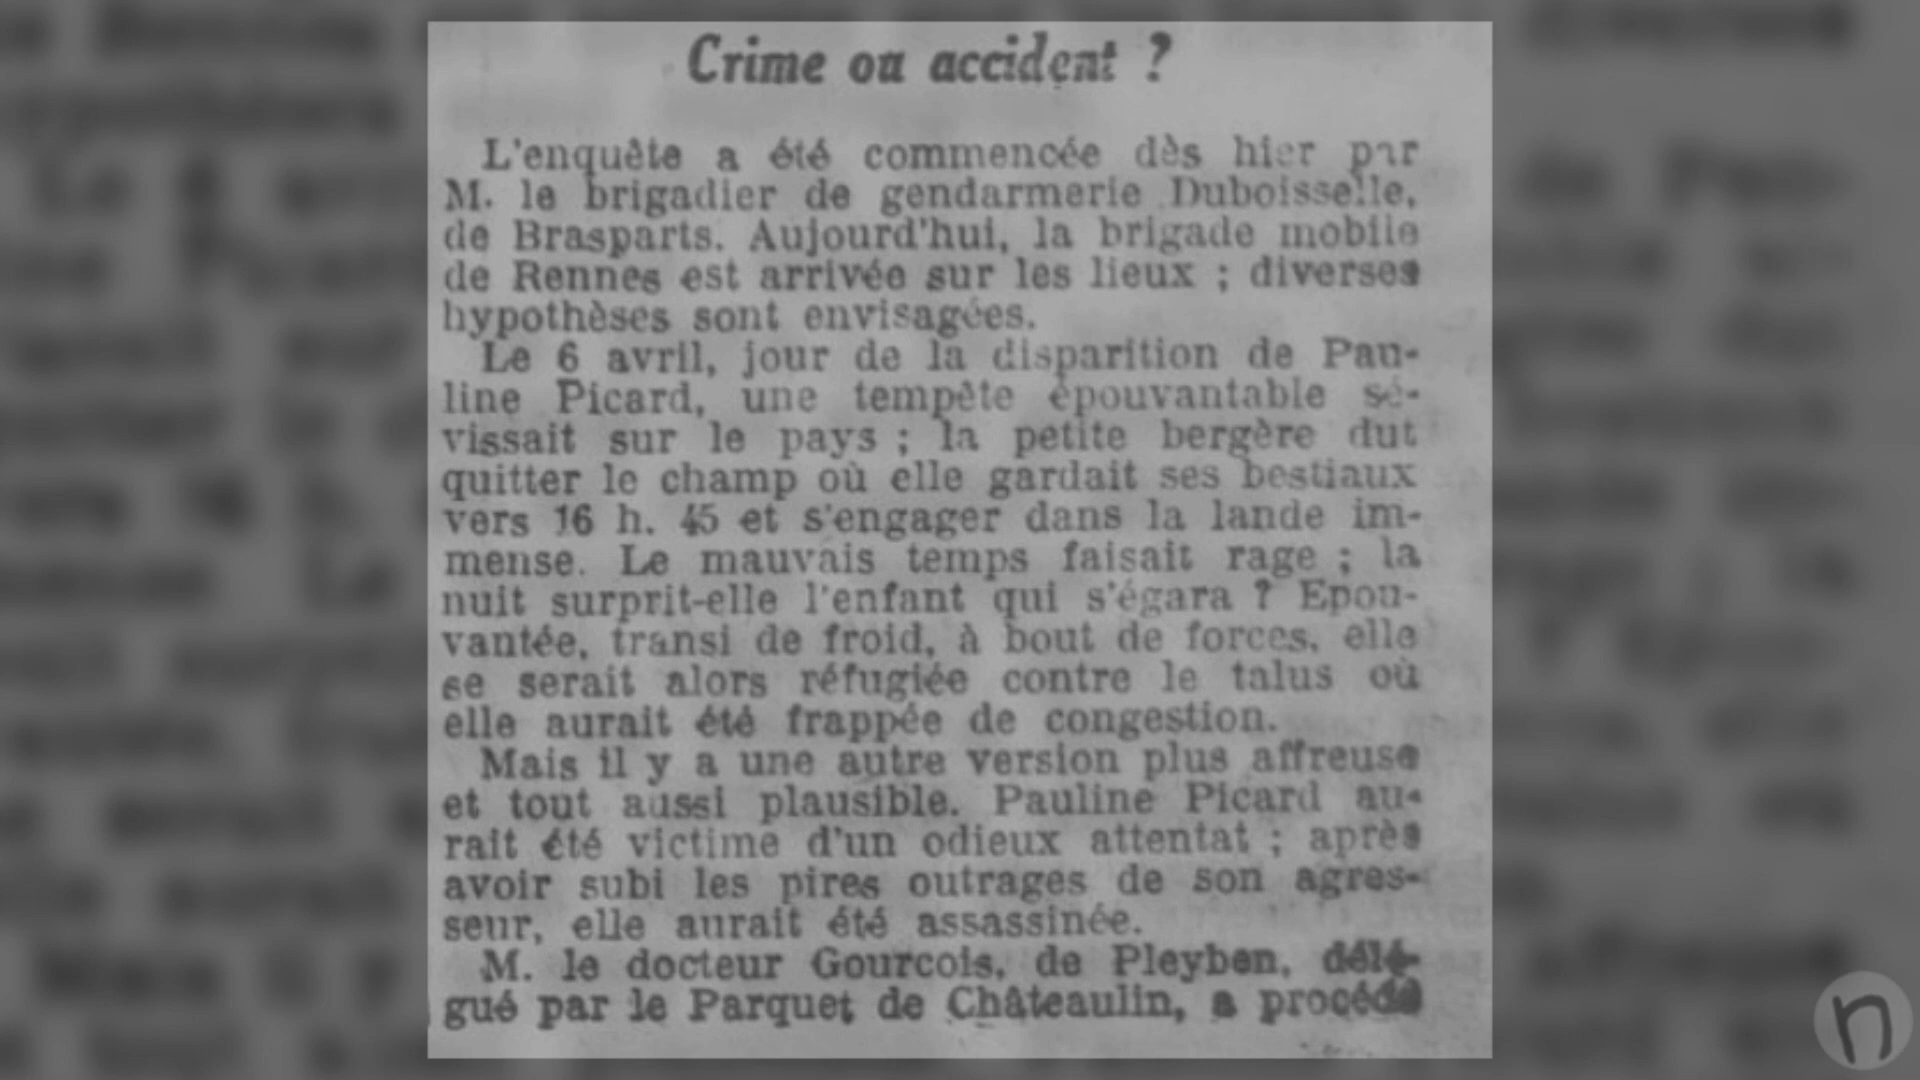 Crime ou accident ?
L'enquête a été commencée dès hier par
M. le brigadier de gendarmerie Duboisselle,
de Brasparts. Aujourd'hui, la brigade mobile
de Rennes est arrivée sur les lieux ; diverses
hypothèses sont envisagées.
Le 6 avril, jour de la disparition de Pau-
line Picard, une tempête épouvantable sé-
vissait sur le pays ; la petite bergère dut
quitter le champ où elle gardait ses bestiaux
vers 16 h. 45 et s'engager dans la lande im-
mense. Le mauvais temps faisait rage ; la
nuit surprit-elle l'enfant qui s'égara ? Epou-
vantée, transi de froid, à bout de forces, elle
se serait alors réfugiée contre le talus où
elle aurait été frappée de congestion.
Mais il y a une autre version plus affreuse
et tout aussi plausible. Pauline Picard au-
rait été victime d'un odieux attentat ; après
avoir subi les pires outrages de son agres-
seur, elle aurait été assassinée.
M. le docteur Gourcois, de Pleyben, délé-
gué par le Parquet de Châteaulin, a procédé
n